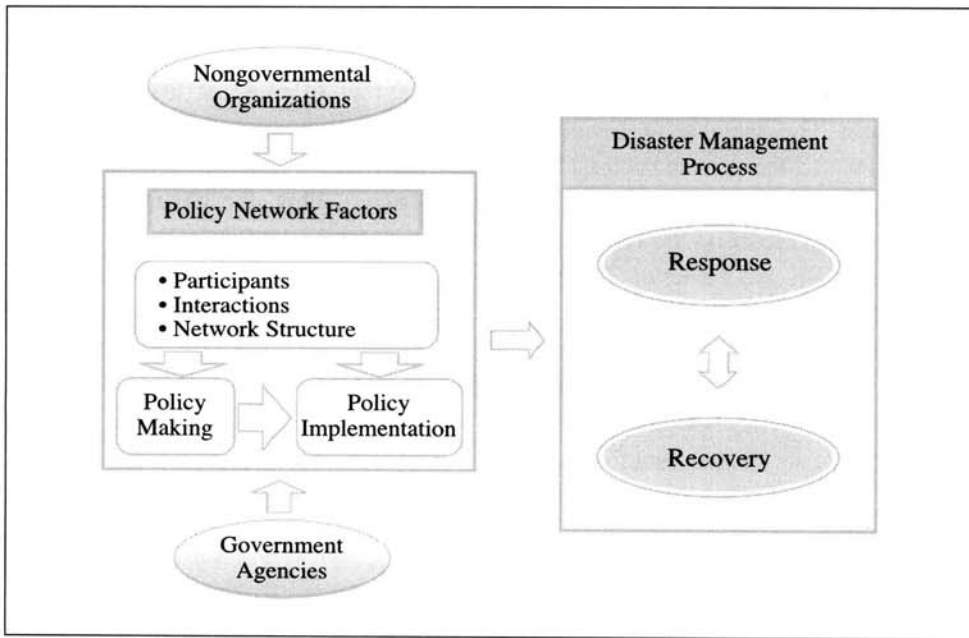 Nongovernmental
Organizations
Policy Network Factors
• Participants
• Interactions
• Network Structure
Policy
Making
Policy
Implementation
Government
Agencies
Disaster Management
Process
Response
Recovery